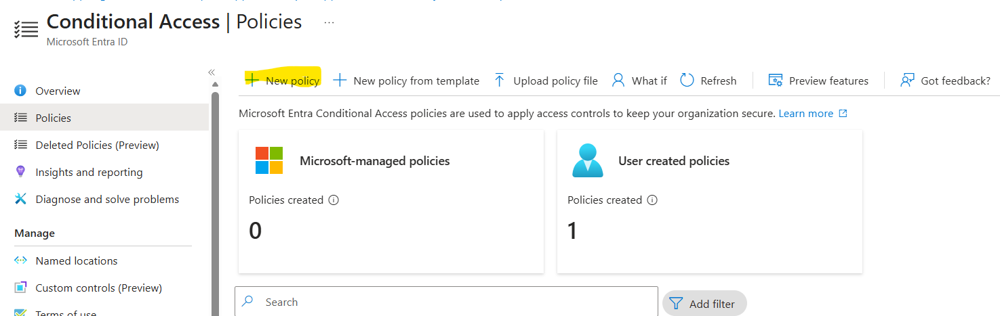 Conditional Access | Policies ...
Microsoft Entra ID
Overview
Policies
Deleted Policies (Preview)
Insights and reporting
Diagnose and solve problems
Manage
Named locations
Custom controls (Preview)
Terms of use
New policy
New policy from template
Upload policy file
What if
Refresh
Preview features
Got feedback?
Microsoft Entra Conditional Access policies are used to apply access controls to keep your organization secure. Learn more
Microsoft-managed policies
Policies created
0
User created policies
Policies created
1
Search
Add filter